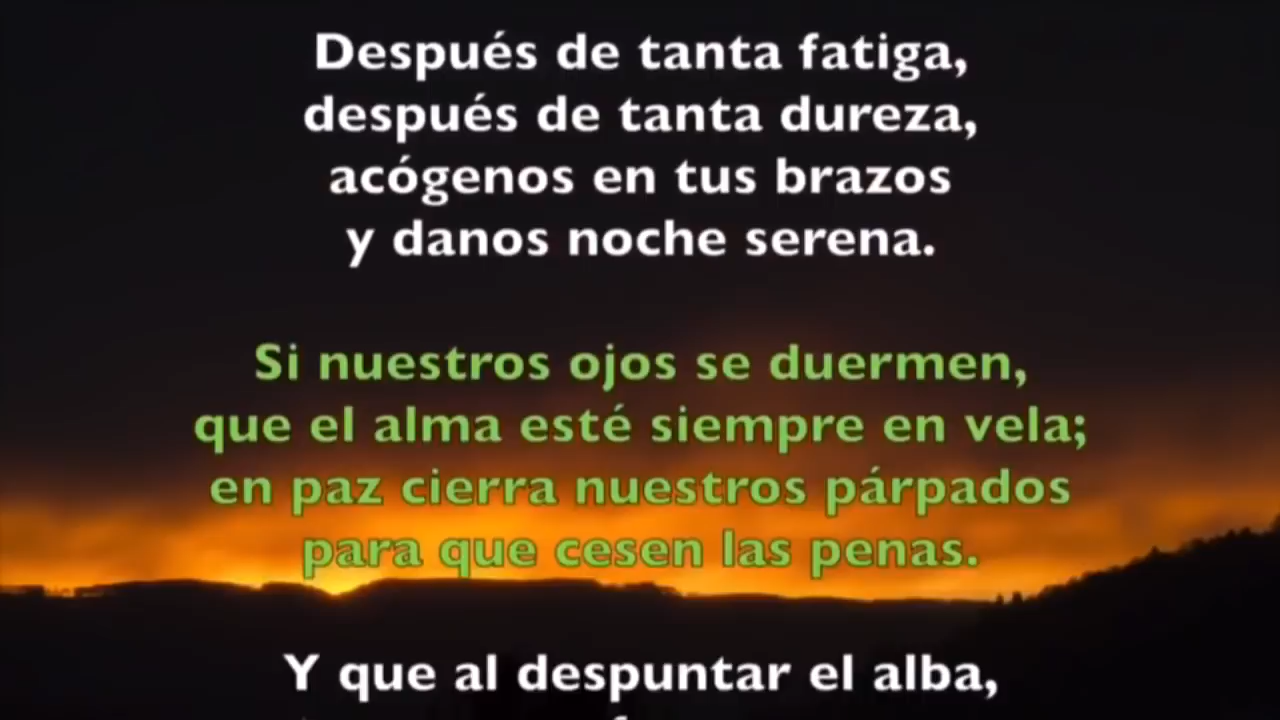 Después de tanta fatiga,
después de tanta dureza,
acógenos en tus brazos
y danos noche serena.
Si nuestros ojos se duermen,
que el alma esté siempre en vela;
en paz cierra nuestros párpados
para que cesen las penas.
Y que al despuntar el alba,